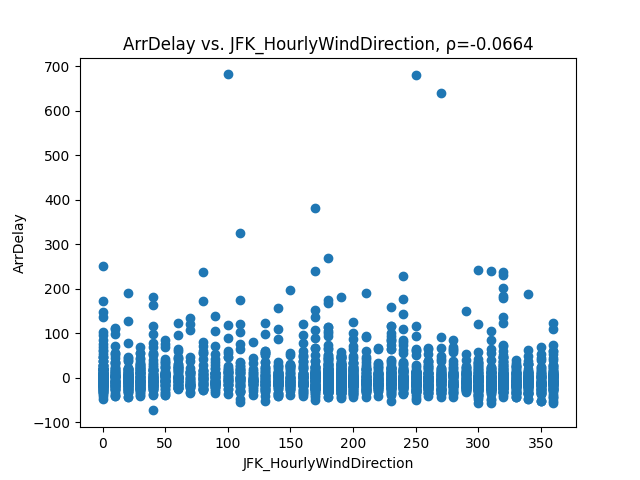 ArrDelay vs. JFK_HourlyWindDirection, ρ=-0.0664
700
600
500
400
300
200
100
0
−100
ArrDelay
0 50 100 150 200 250 300 350
JFK_HourlyWindDirection